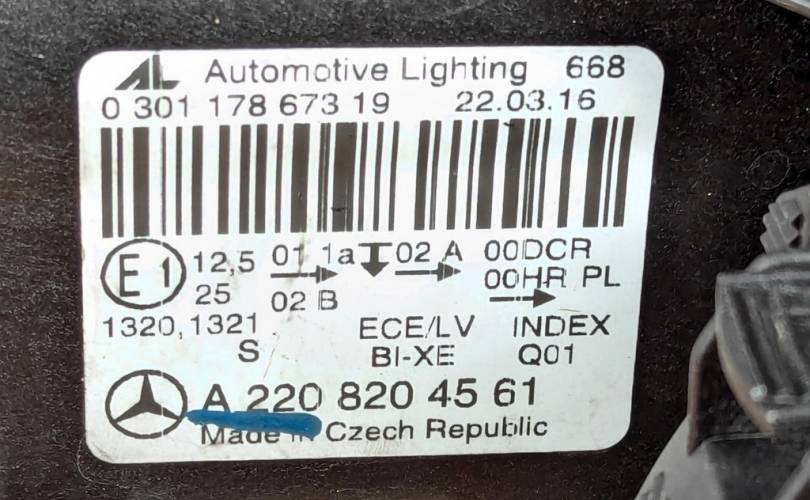 AL Automotive Lighting 668
0 301 178 673 19 22.03.16
E1 12,5 01 1a 02 A 00DCR
25 02 B 00HR PL
1320,1321 ECE/LV INDEX
S BI-XE Q01
A 220 820 45 61
Made in Czech Republic